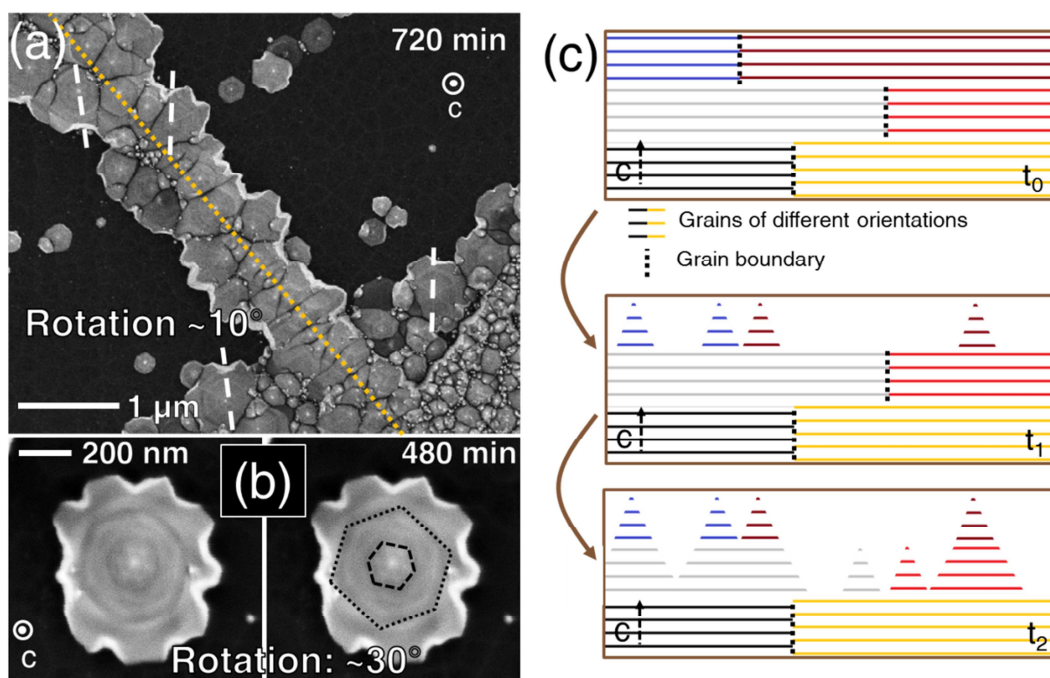 (a)
720 min
c
Rotation ~10°
1 µm
200 nm
(b)
480 min
c
Rotation: ~30°
(c)
c
t0
Grains of different orientations
Grain boundary
c
t1
c
t2